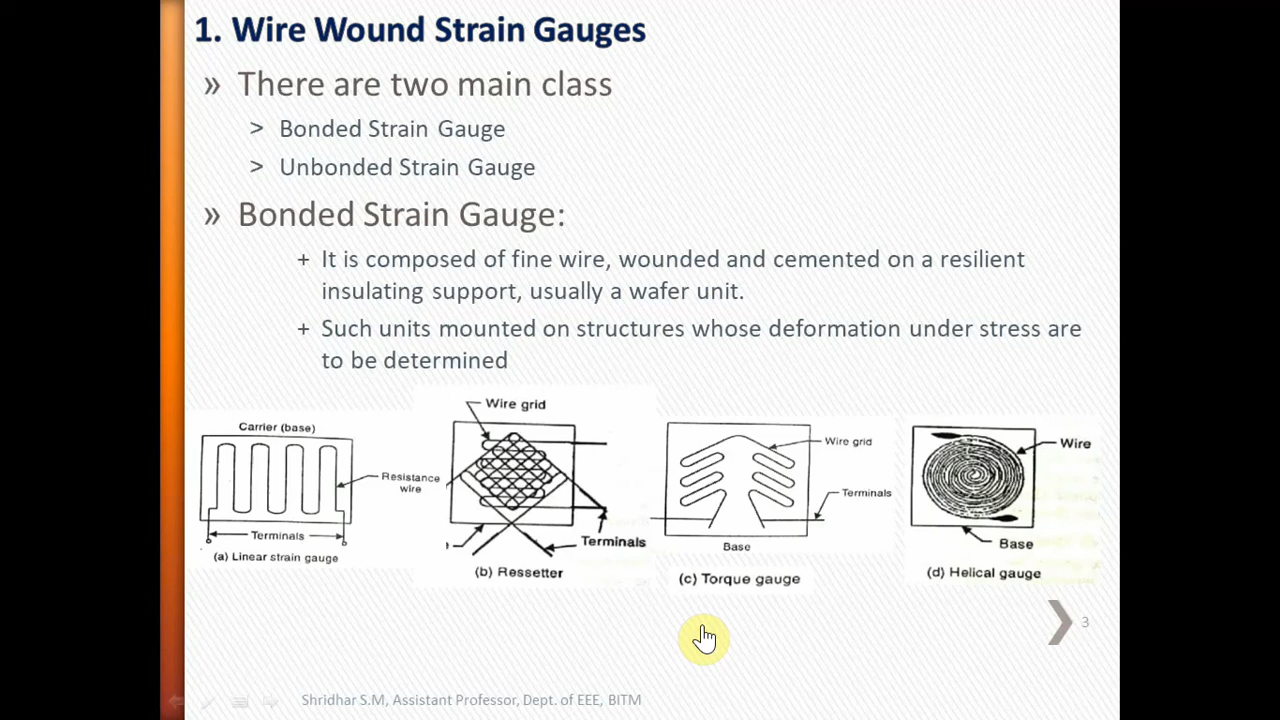 1. Wire Wound Strain Gauges
» There are two main class
> Bonded Strain Gauge
> Unbonded Strain Gauge
» Bonded Strain Gauge:
+ It is composed of fine wire, wounded and cemented on a resilient
insulating support, usually a wafer unit.
+ Such units mounted on structures whose deformation under stress are
to be determined
Carrier (base)
Resistance
wire
Terminals
(a) Linear strain gauge
Wire grid
Terminals
(b) Ressetter
Wire grid
Terminals
Base
(c) Torque gauge
Wire
Base
(d) Helical gauge
3
Shridhar S.M, Assistant Professor, Dept. of EEE, BITM